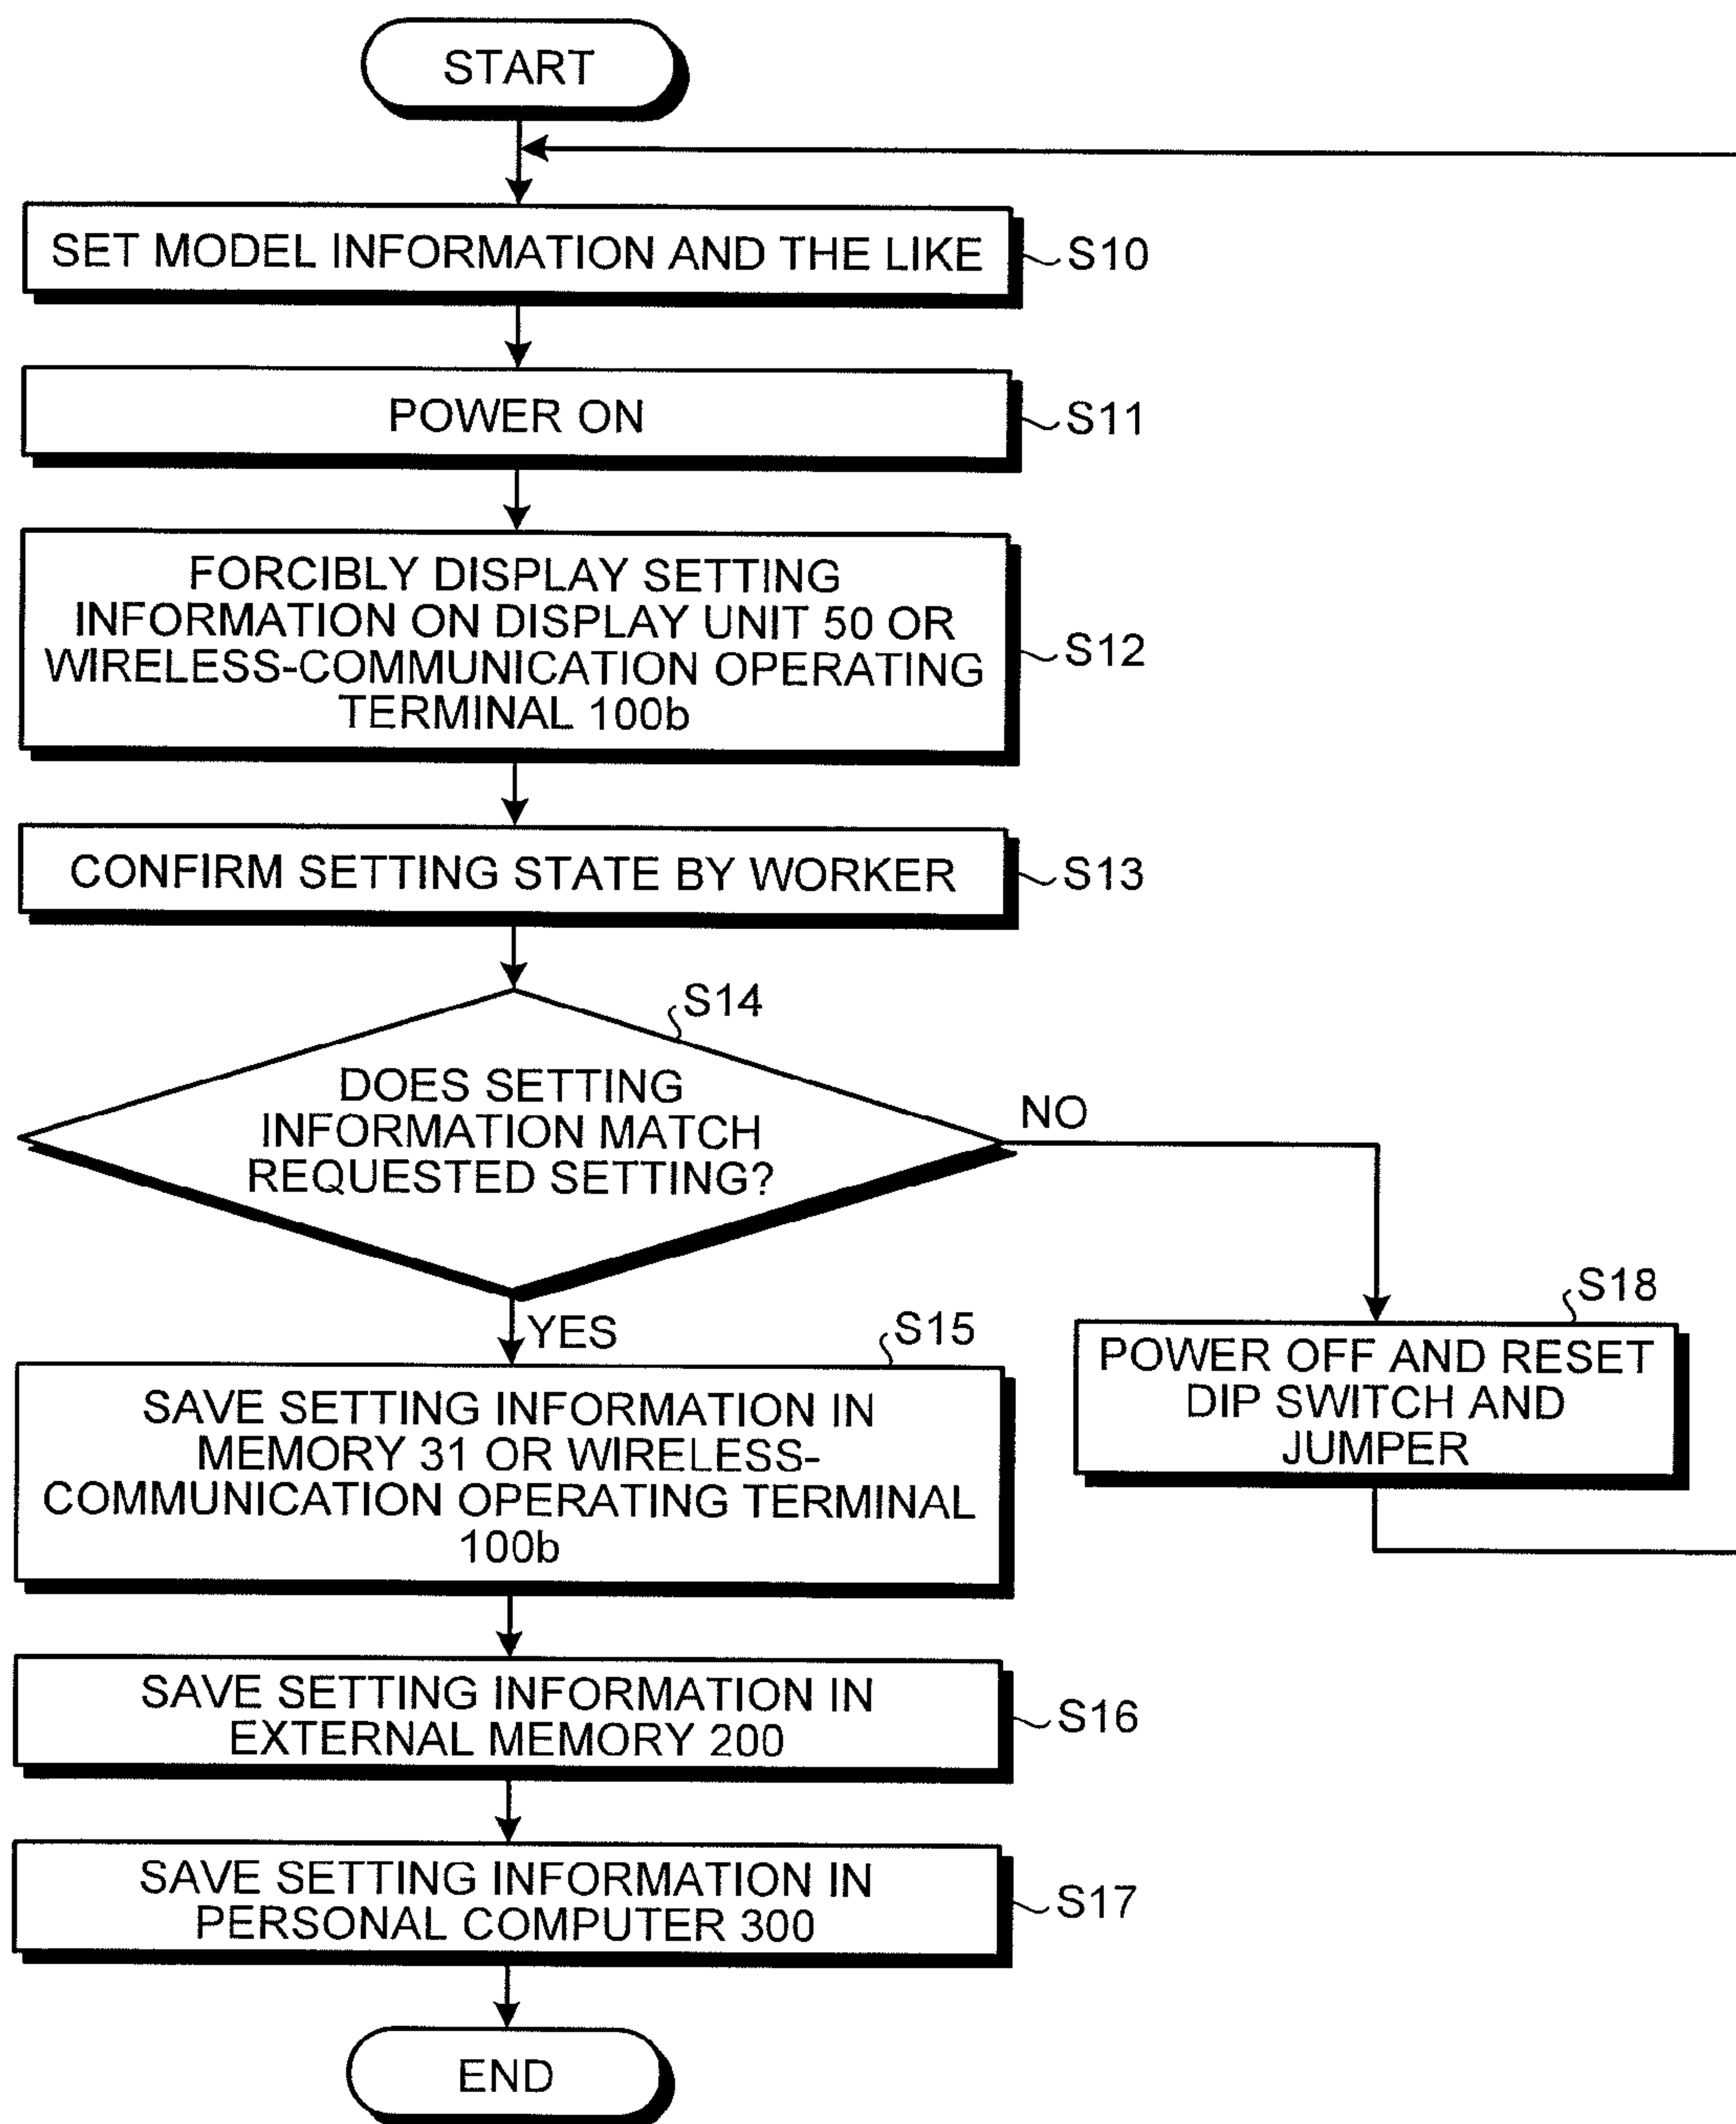 START
SET MODEL INFORMATION AND THE LIKE
S10
POWER ON
S11
FORCIBLY DISPLAY SETTING
INFORMATION ON DISPLAY UNIT 50 OR
WIRELESS-COMMUNICATION OPERATING
TERMINAL 100b
S12
CONFIRM SETTING STATE BY WORKER
S13
S14
DOES SETTING
INFORMATION MATCH
REQUESTED SETTING?
NO
YES
S15
SAVE SETTING INFORMATION IN
MEMORY 31 OR WIRELESS-
COMMUNICATION OPERATING TERMINAL
100b
S18
POWER OFF AND RESET
DIP SWITCH AND
JUMPER
SAVE SETTING INFORMATION IN
EXTERNAL MEMORY 200
S16
SAVE SETTING INFORMATION IN
PERSONAL COMPUTER 300
S17
END